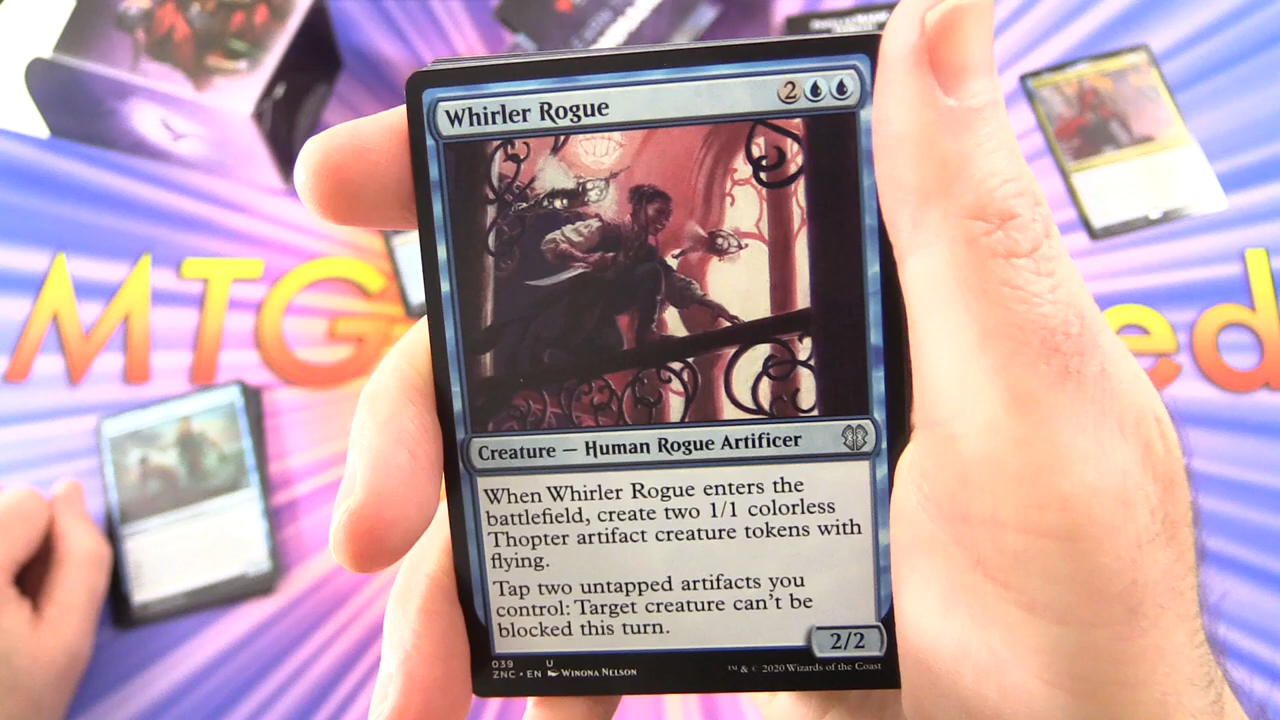 Whirler Rogue 2
MTG
ed
Creature — Human Rogue Artificer
When Whirler Rogue enters the
battlefield, create two 1/1 colorless
Thopter artifact creature tokens with
flying.
Tap two untapped artifacts you
control: Target creature can't be
blocked this turn.
2/2
039 U
ZNC • EN Winona Nelson
™ & © 2020 Wizards of the Coast